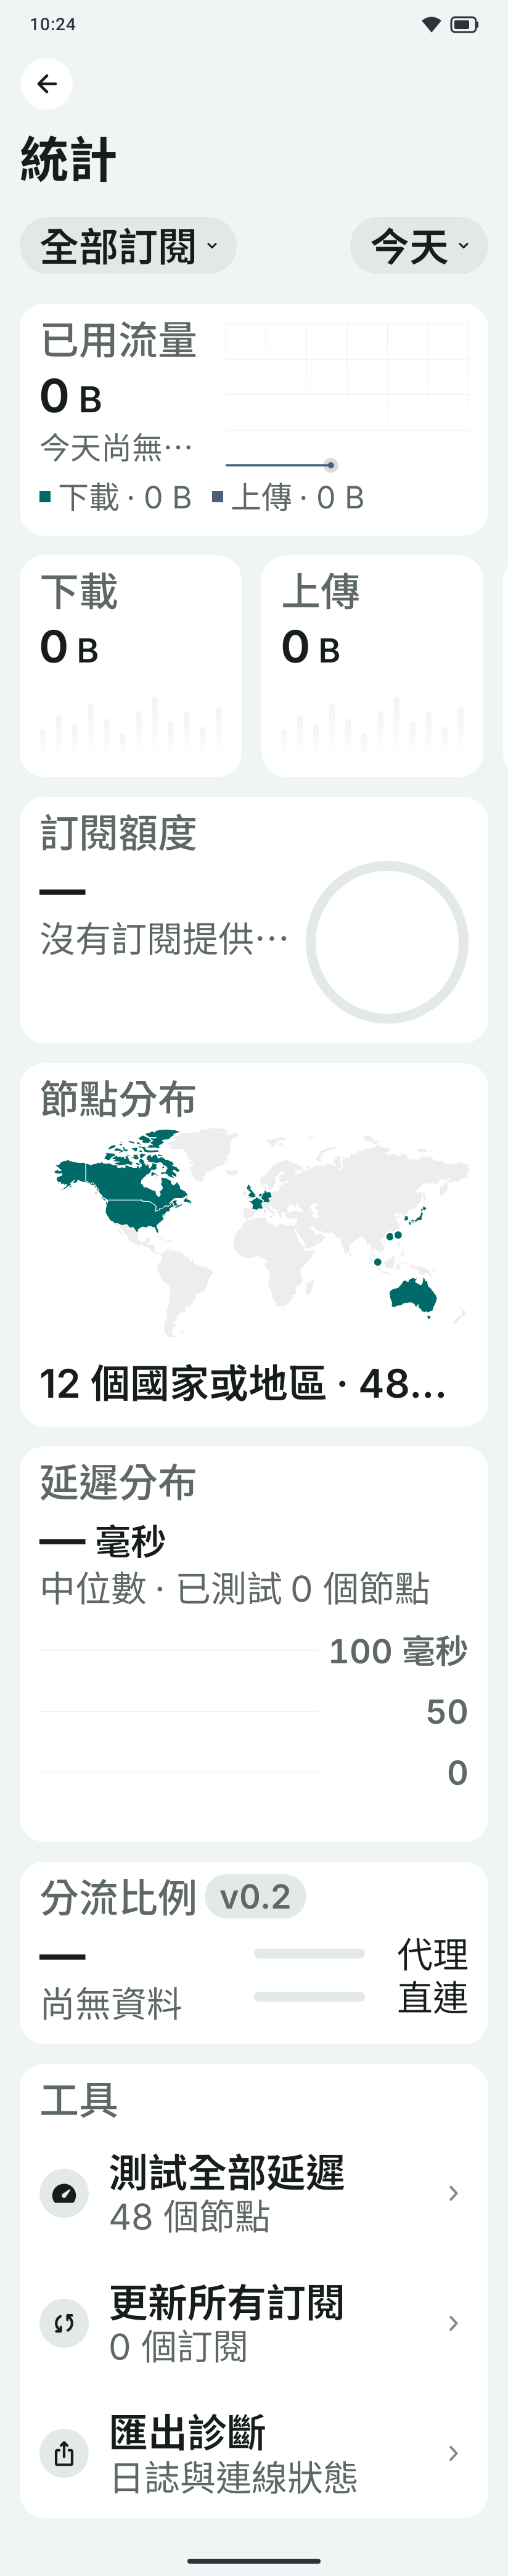 10:24
統計
全部訂閱
今天
已用流量
0 B
今天尚無…
下載 · 0 B
上傳 · 0 B
下載
0 B
上傳
0 B
訂閱額度
—
沒有訂閱提供…
節點分布
12 個國家或地區 · 48…
延遲分布
— 毫秒
中位數 · 已測試 0 個節點
100 毫秒
50
0
分流比例 v0.2
—
尚無資料
代理
直連
工具
測試全部延遲
48 個節點
更新所有訂閱
0 個訂閱
匯出診斷
日誌與連線狀態